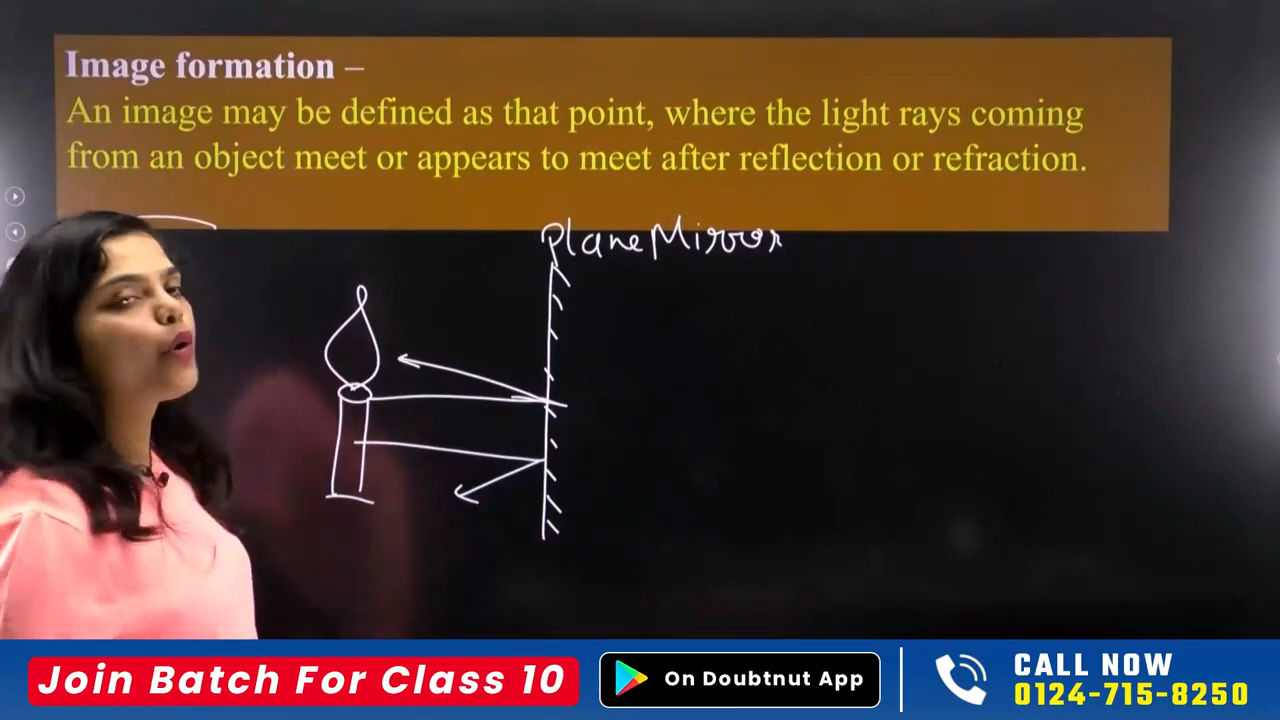 Image formation –
An image may be defined as that point, where the light rays coming
from an object meet or appears to meet after reflection or refraction.
Plane Mirror
Join Batch For Class 10
On Doubtnut App
CALL NOW
0124-715-8250